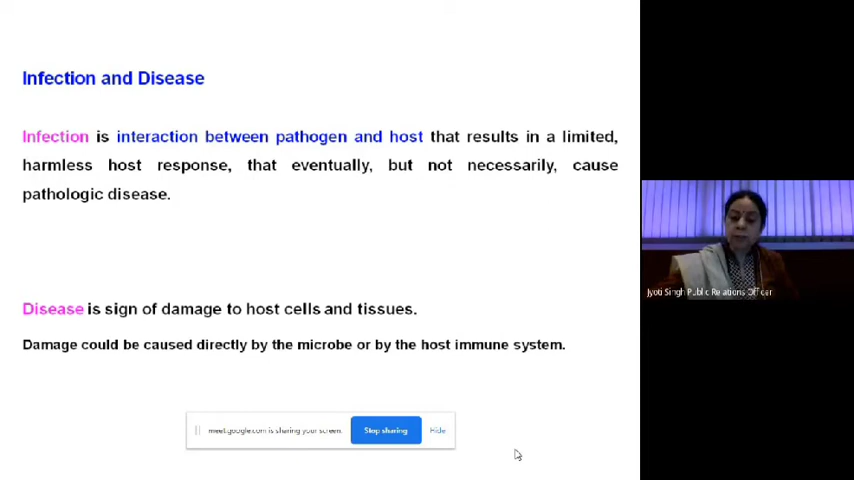 Infection and Disease
Infection is interaction between pathogen and host that results in a limited,
harmless host response, that eventually, but not necessarily, cause
pathologic disease.
Jyoti Singh Public Relations Officer
Disease is sign of damage to host cells and tissues.
Damage could be caused directly by the microbe or by the host immune system.
meet.google.com is sharing your screen. Stop sharing Hide